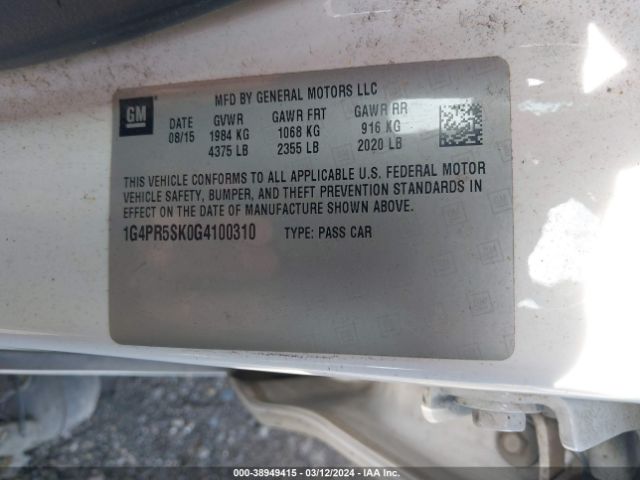 MFD BY GENERAL MOTORS LLC
GM
DATE GVWR GAWR FRT GAWR RR
08/15 1984 KG 1068 KG 916 KG
4375 LB 2355 LB 2020 LB
THIS VEHICLE CONFORMS TO ALL APPLICABLE U.S. FEDERAL MOTOR
VEHICLE SAFETY, BUMPER, AND THEFT PREVENTION STANDARDS IN
EFFECT ON THE DATE OF MANUFACTURE SHOWN ABOVE.
1G4PR5SK0G4100310 TYPE: PASS CAR
000-38949415 - 03/12/2024 - IAA Inc.